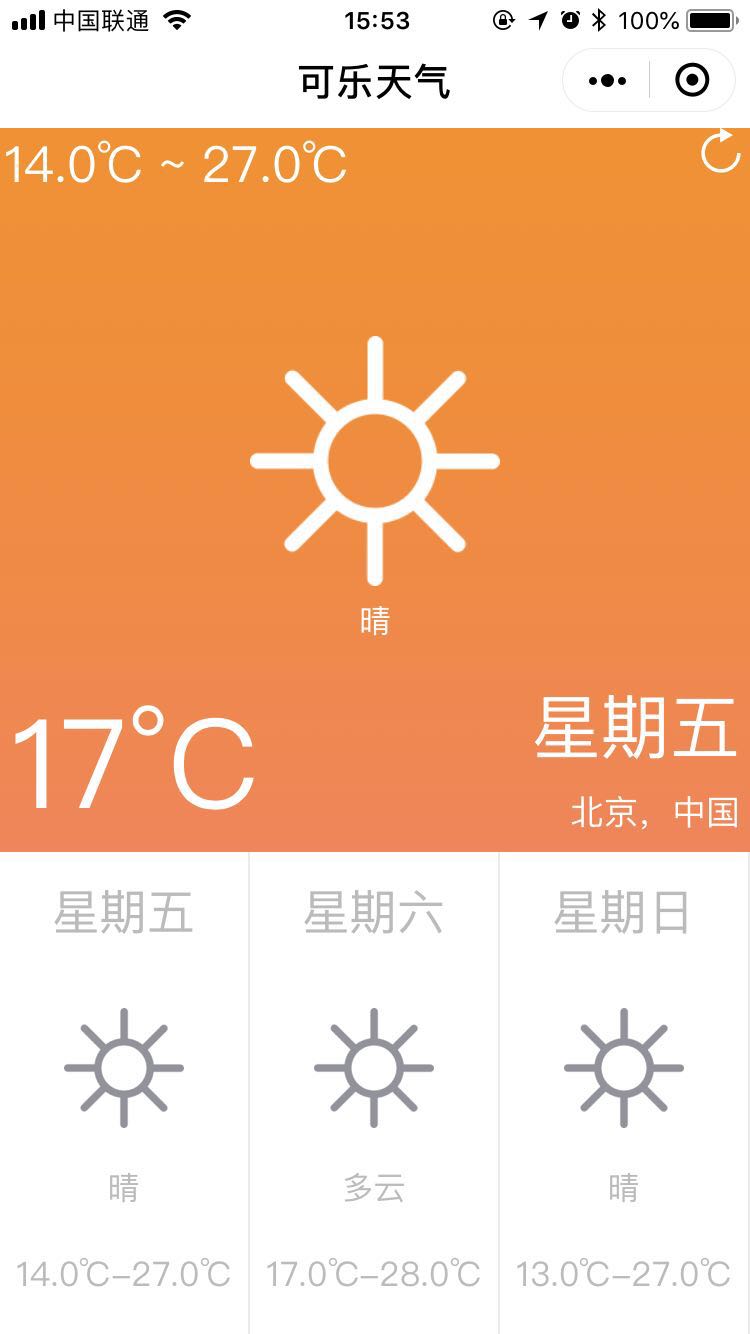 中国联通 15:53 100%
可乐天气
14.0℃ ~ 27.0℃
晴
17℃ 星期五
北京，中国
星期五 星期六 星期日
晴 多云 晴
14.0℃-27.0℃ 17.0℃-28.0℃ 13.0℃-27.0℃